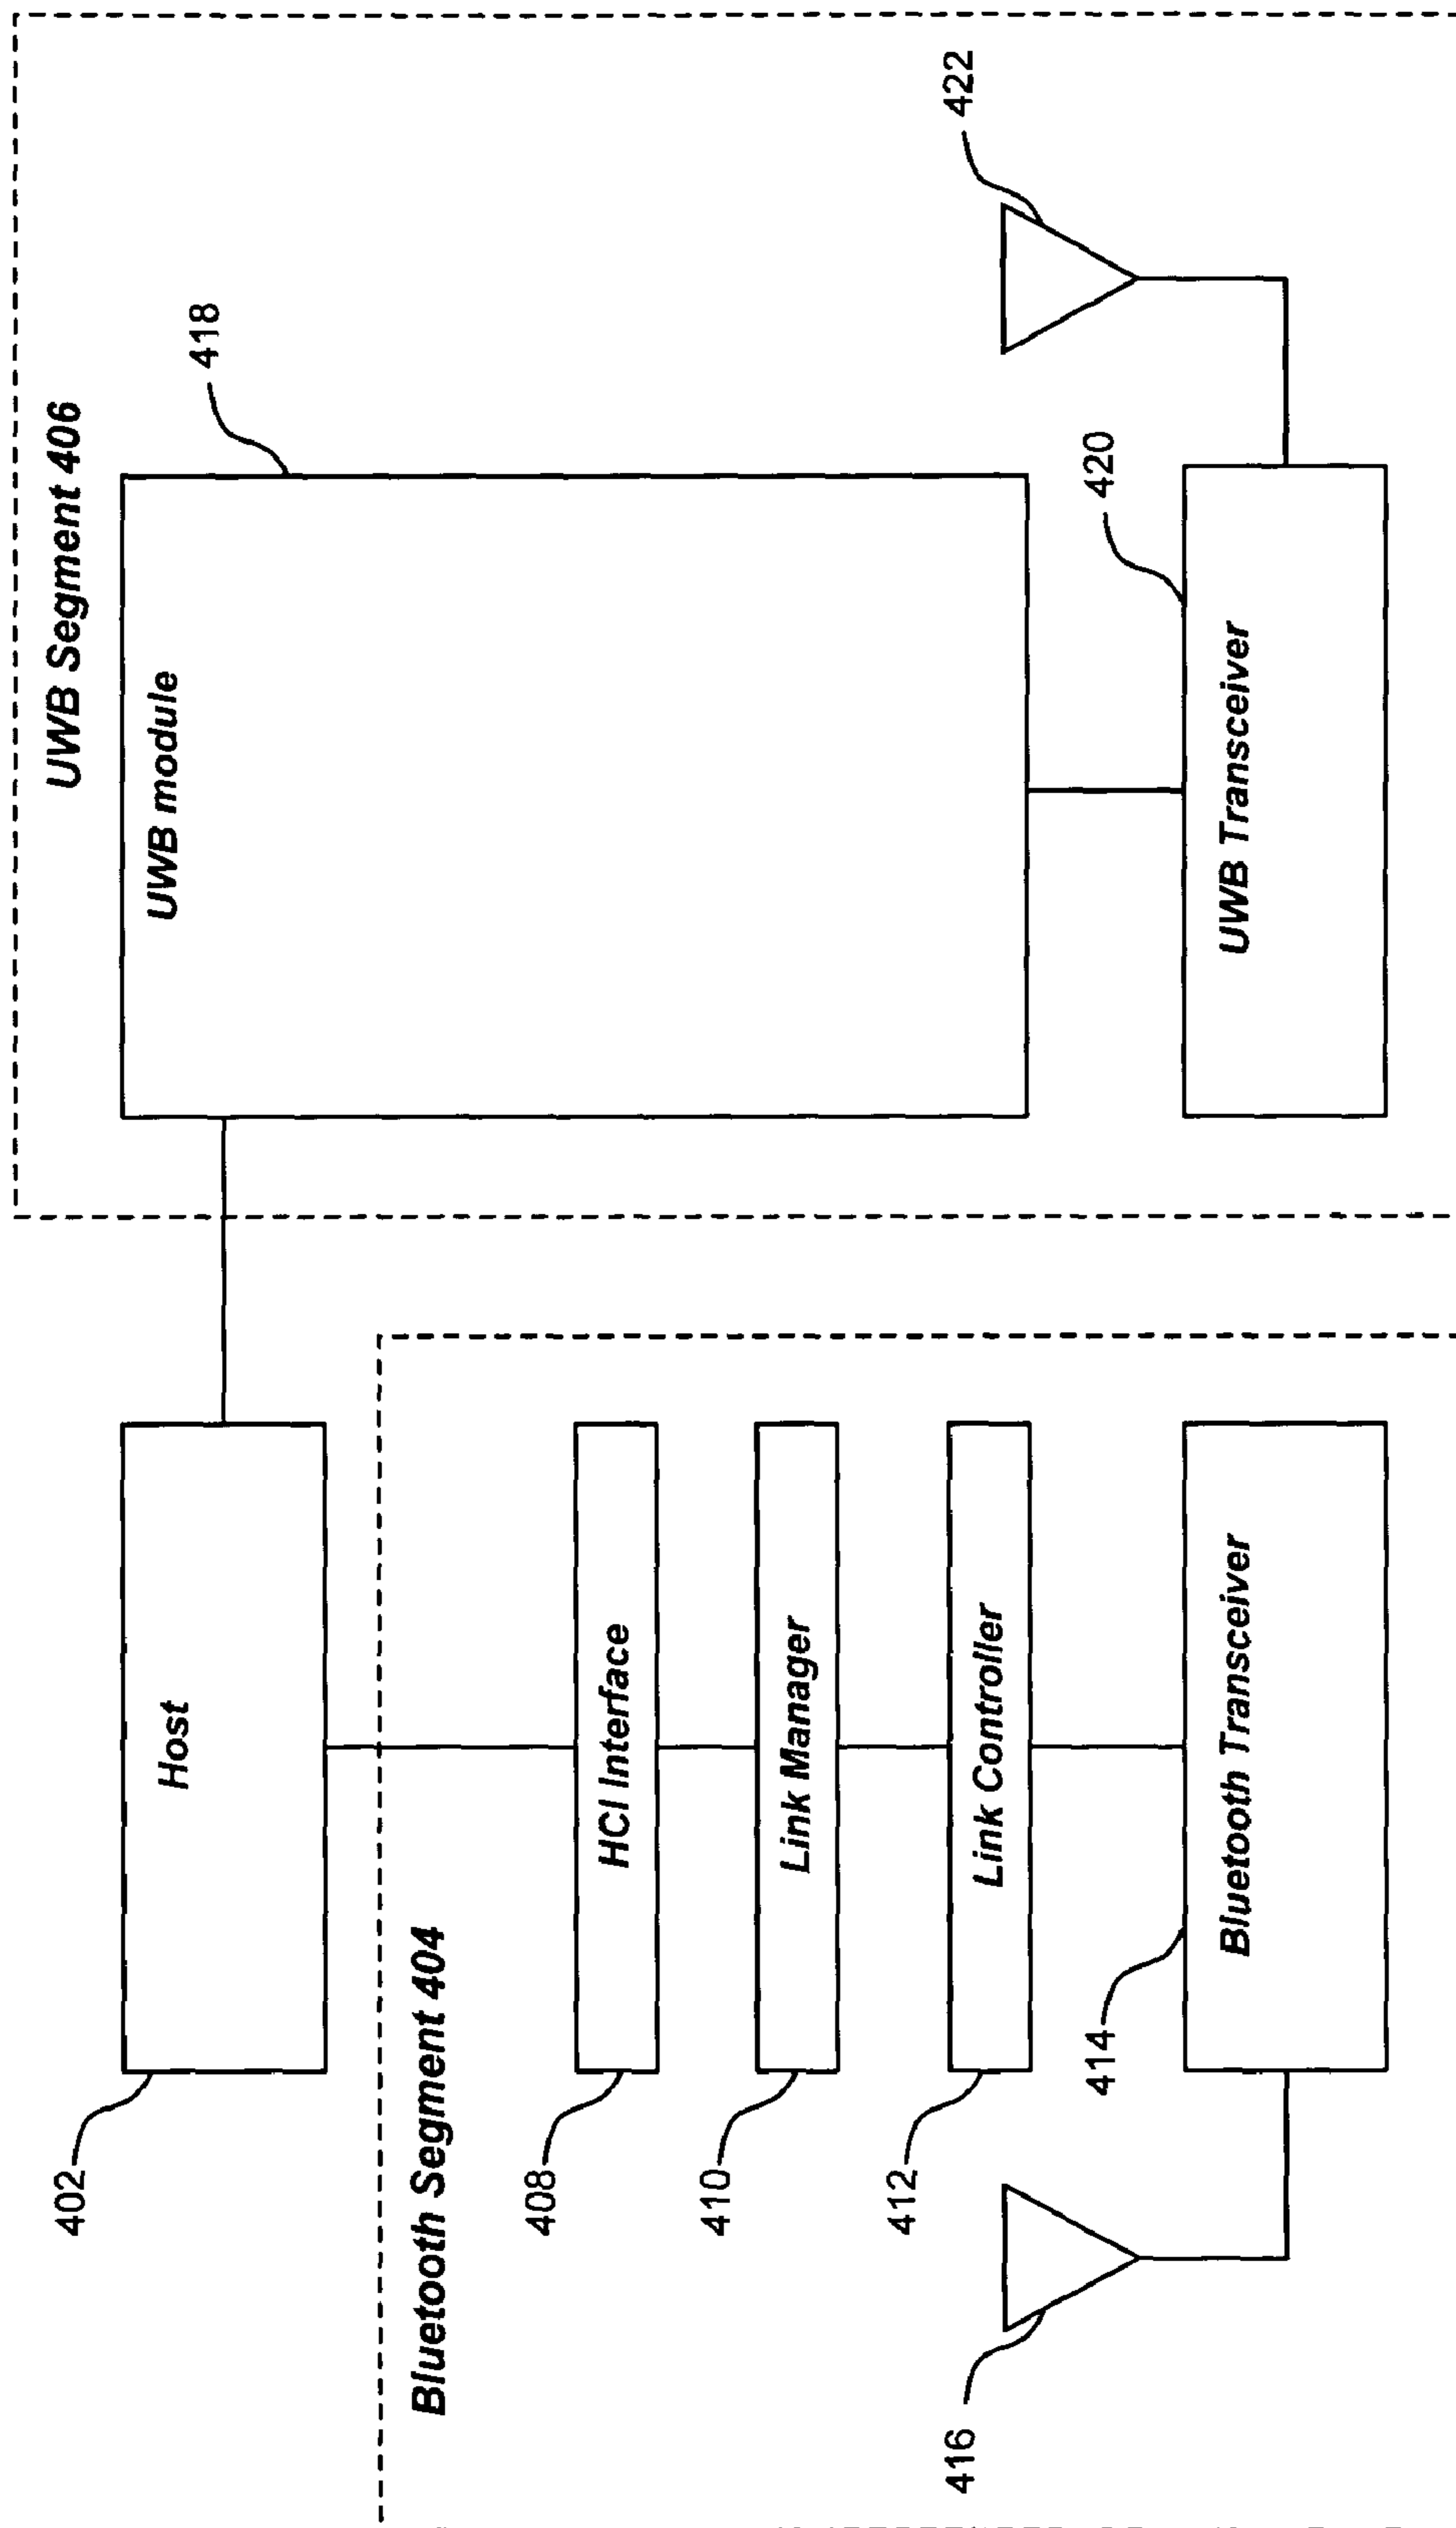 402
Host
UWB Segment 406
UWB module
418
Bluetooth Segment 404
408
HCI Interface
410
Link Manager
412
Link Controller
416
414
Bluetooth Transceiver
420
UWB Transceiver
422